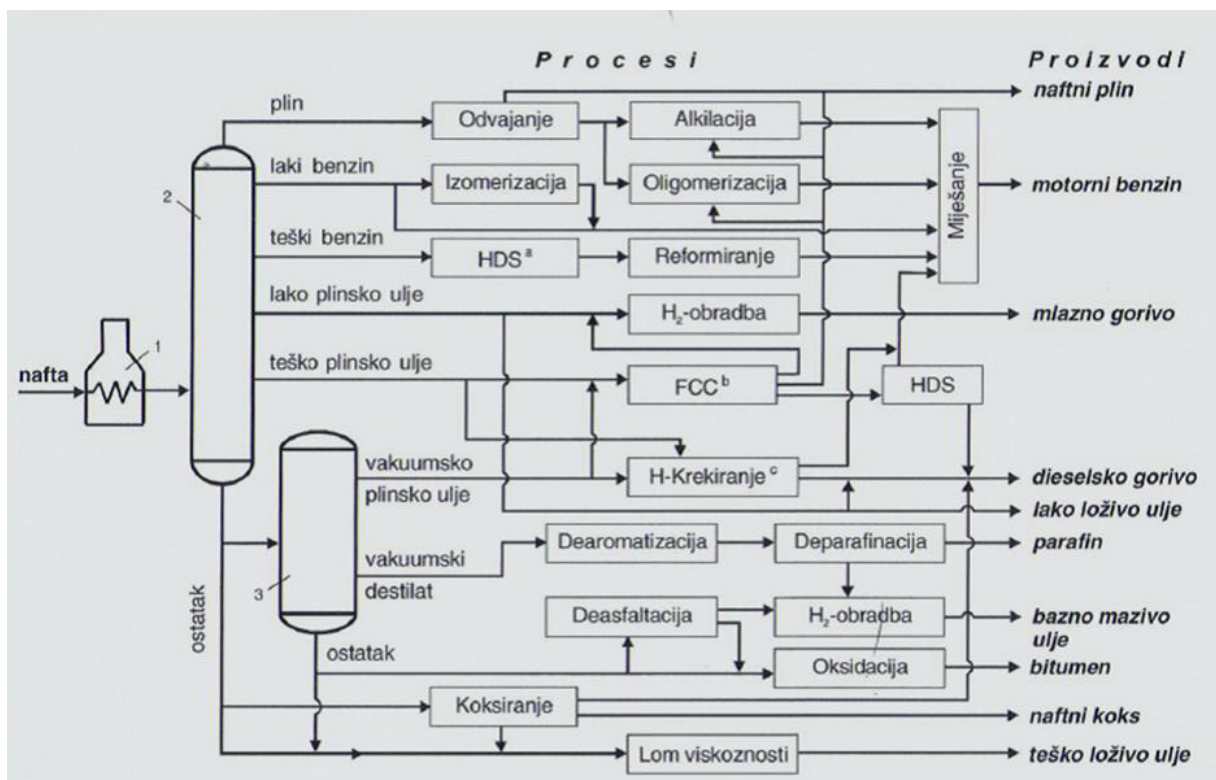 Procesi
Proizvodi
plin
Odvajanje
Alkilacija
naftni plin
laki benzin
Izomerizacija
Oligomerizacija
Miješanje
motorni benzin
2
teški benzin
HDS a
Reformiranje
lako plinsko ulje
H2-obradba
mlazno gorivo
1
teško plinsko ulje
nafta
FCC b
HDS
vakuumsko
plinsko ulje
H-Krekiranje c
dieselsko gorivo
lako loživo ulje
vakuumski
destilat
Dearomatizacija
Deparafinacija
parafin
3
ostatak
Deasfaltacija
H2-obradba
bazno mazivo
ulje
ostatak
Oksidacija
bitumen
Koksiranje
naftni koks
Lom viskoznosti
teško loživo ulje